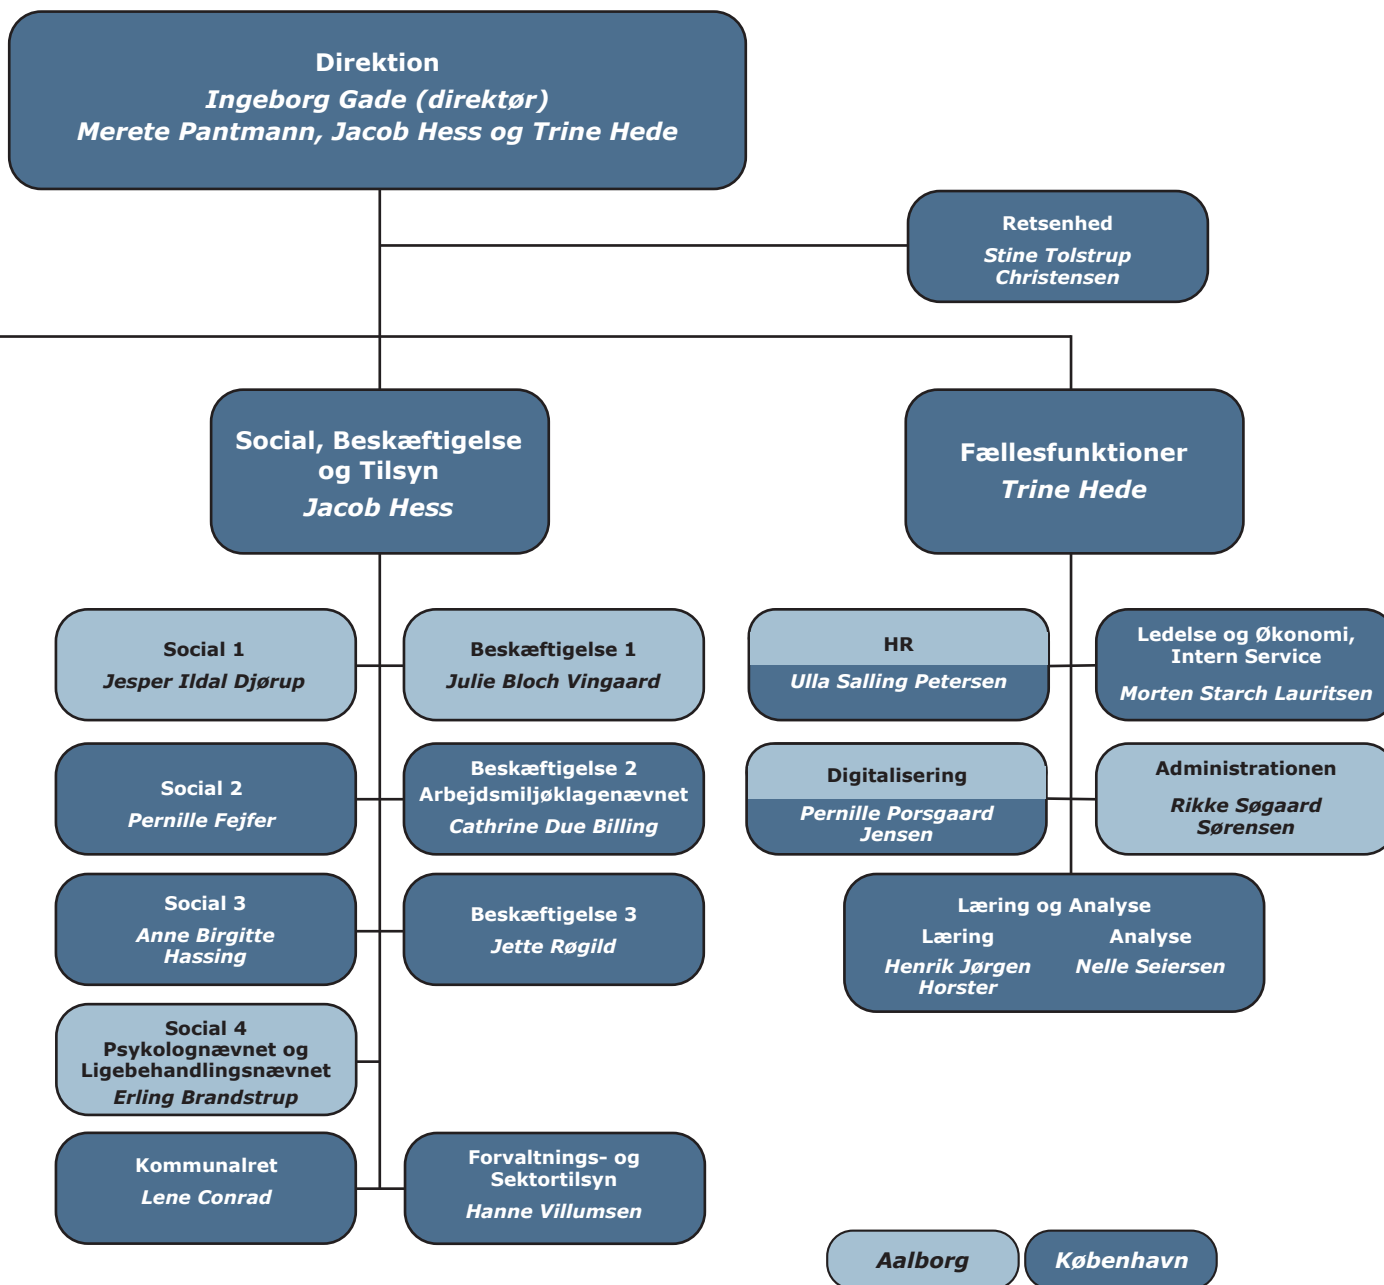 Direktion
Ingeborg Gade (direktør)
Merete Pantmann, Jacob Hess og Trine Hede
Retsenhed
Stine Tolstrup
Christensen
Social, Beskæftigelse
og Tilsyn
Jacob Hess
Fællesfunktioner
Trine Hede
Social 1
Jesper Ildal Djørup
Beskæftigelse 1
Julie Bloch Vingaard
Social 2
Pernille Fejfer
Beskæftigelse 2
Arbejdsmiljøklagenævnet
Cathrine Due Billing
Social 3
Anne Birgitte
Hassing
Beskæftigelse 3
Jette Røgild
Social 4
Psykolognævnet og
Ligebehandlingsnævnet
Erling Brandstrup
Kommunalret
Lene Conrad
Forvaltnings- og
Sektortilsyn
Hanne Villumsen
HR
Ulla Salling Petersen
Ledelse og Økonomi,
Intern Service
Morten Starch Lauritsen
Digitalisering
Pernille Porsgaard
Jensen
Administrationen
Rikke Søgaard
Sørensen
Læring og Analyse
Læring
Henrik Jørgen
Horster
Analyse
Nelle Seiersen
Aalborg
København